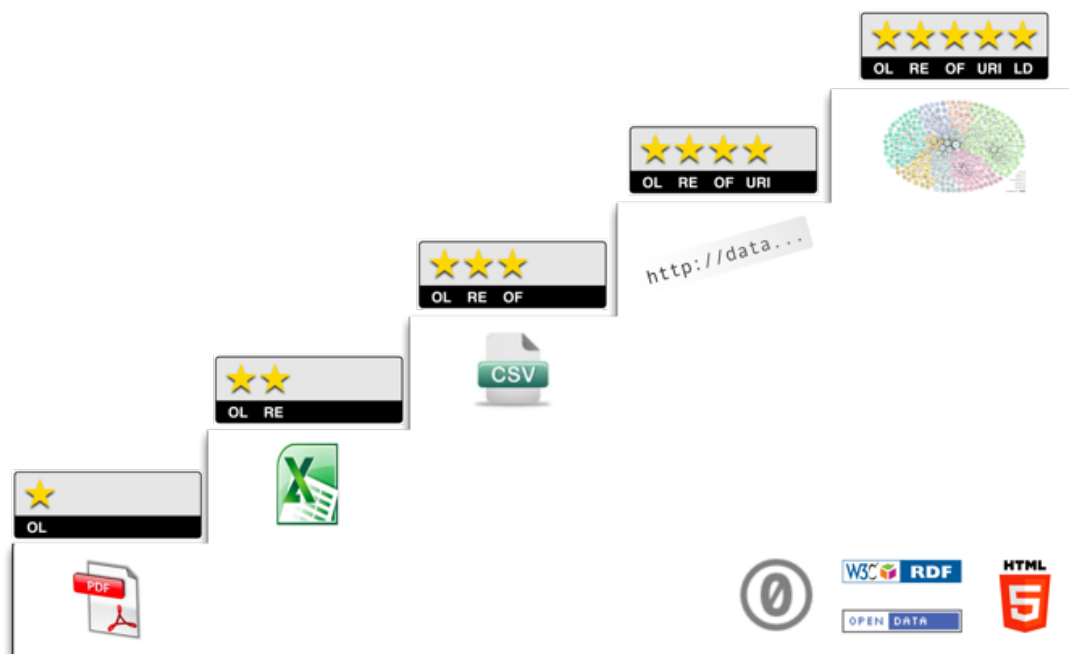 OL RE OF URI LD
OL RE OF URI
http://data...
OL RE OF
CSV
OL RE
X
OL
PDF
0
W3C RDF
OPEN DATA
HTML
5